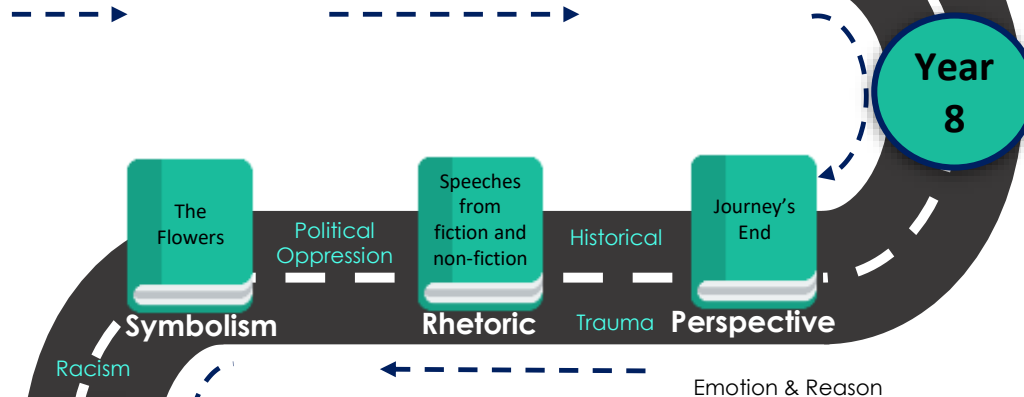 Year
8
The
Flowers
Political
Oppression
Speeches
from
fiction and
non-fiction
Historical
Journey's
End
Symbolism
Rhetoric
Trauma
Perspective
Racism
Emotion & Reason